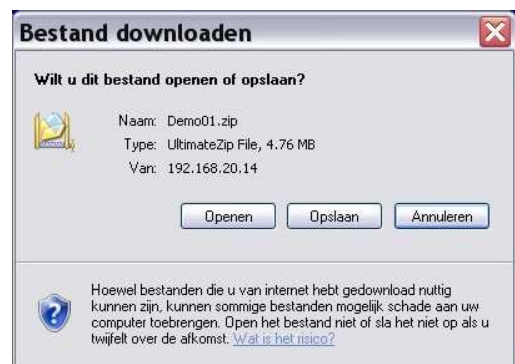 Bestand downloaden
Wilt u dit bestand openen of opslaan?
Naam: Demo01.zip
Type: UltimateZip File, 4.76 MB
Van: 192.168.20.14
Openen Opslaan Annuleren
Hoewel bestanden die u van internet hebt gedownload nuttig
kunnen zijn, kunnen sommige bestanden mogelijk schade aan uw
computer toebrengen. Open het bestand niet of sla het niet op als u
twijfelt over de afkomst. Wat is het risico?